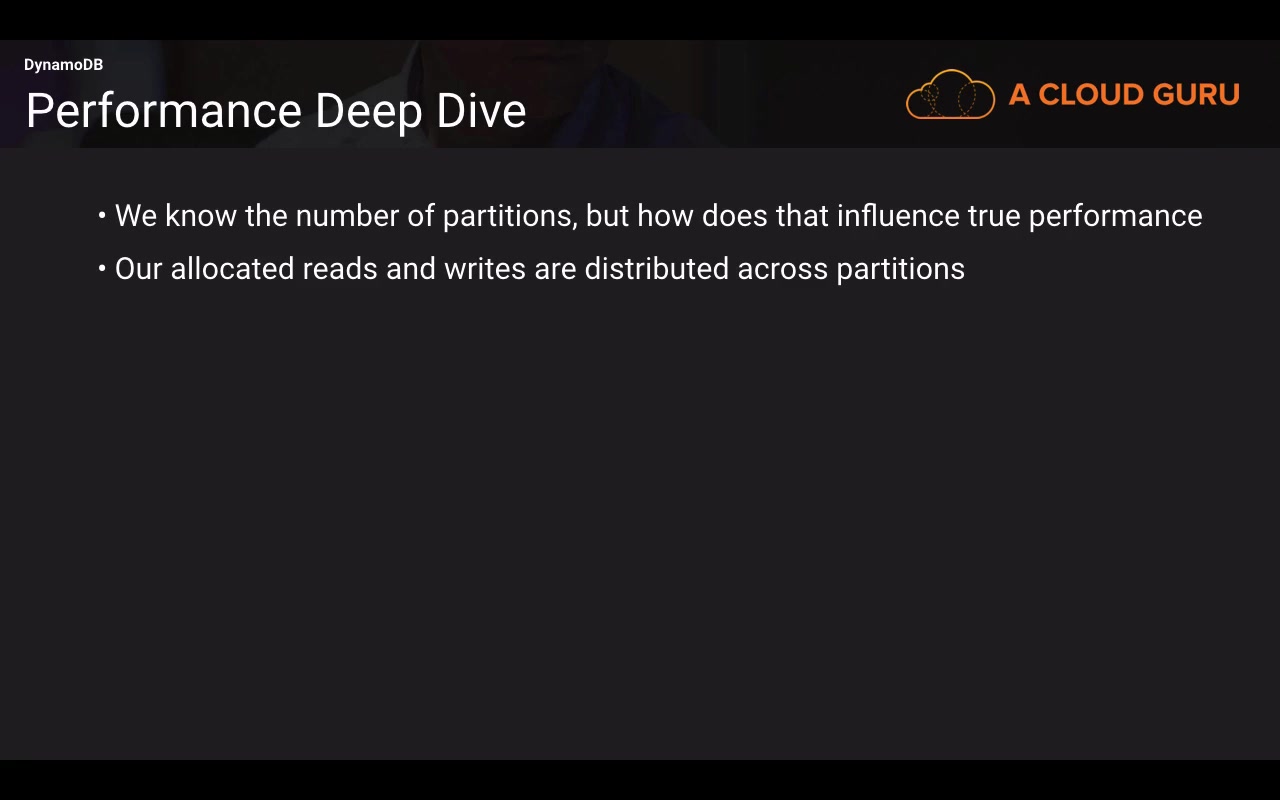 DynamoDB
Performance Deep Dive
A CLOUD GURU
• We know the number of partitions, but how does that influence true performance
• Our allocated reads and writes are distributed across partitions